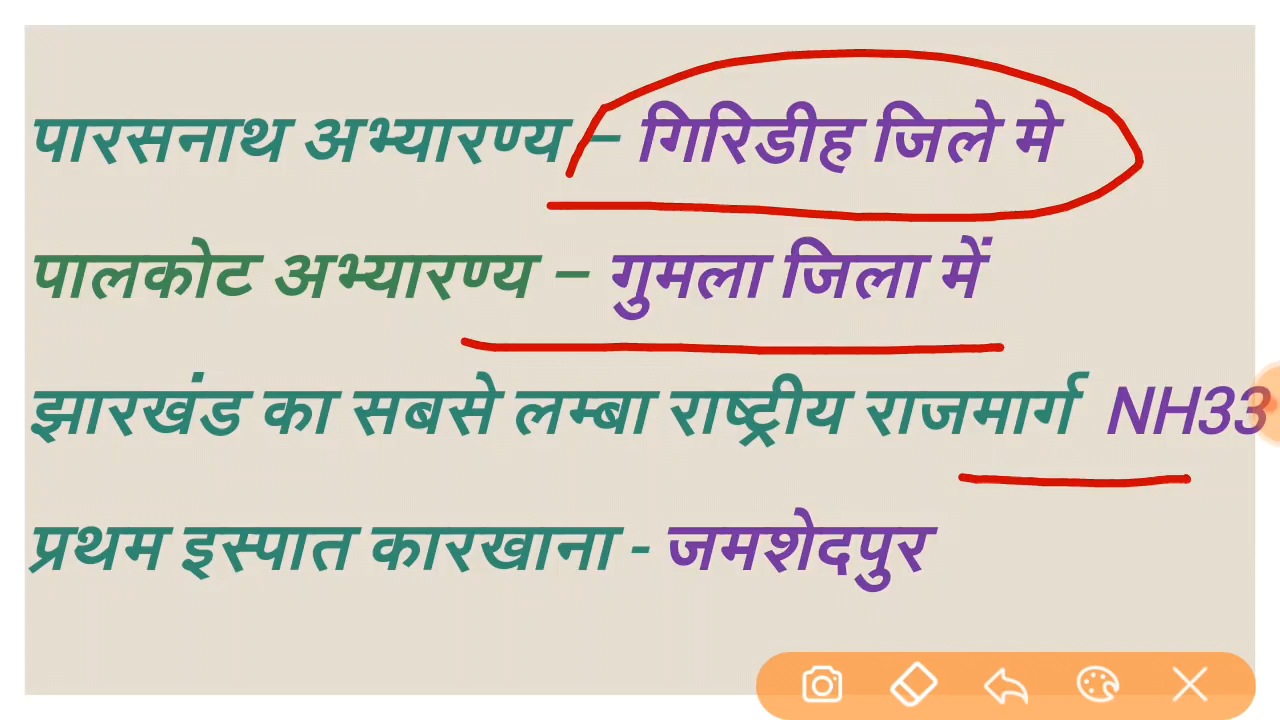 पारसनाथ अभ्यारण्य – गिरिडीह जिले मे
पालकोट अभ्यारण्य – गुमला जिला में
झारखंड का सबसे लम्बा राष्ट्रीय राजमार्ग NH33
प्रथम इस्पात कारखाना - जमशेदपुर